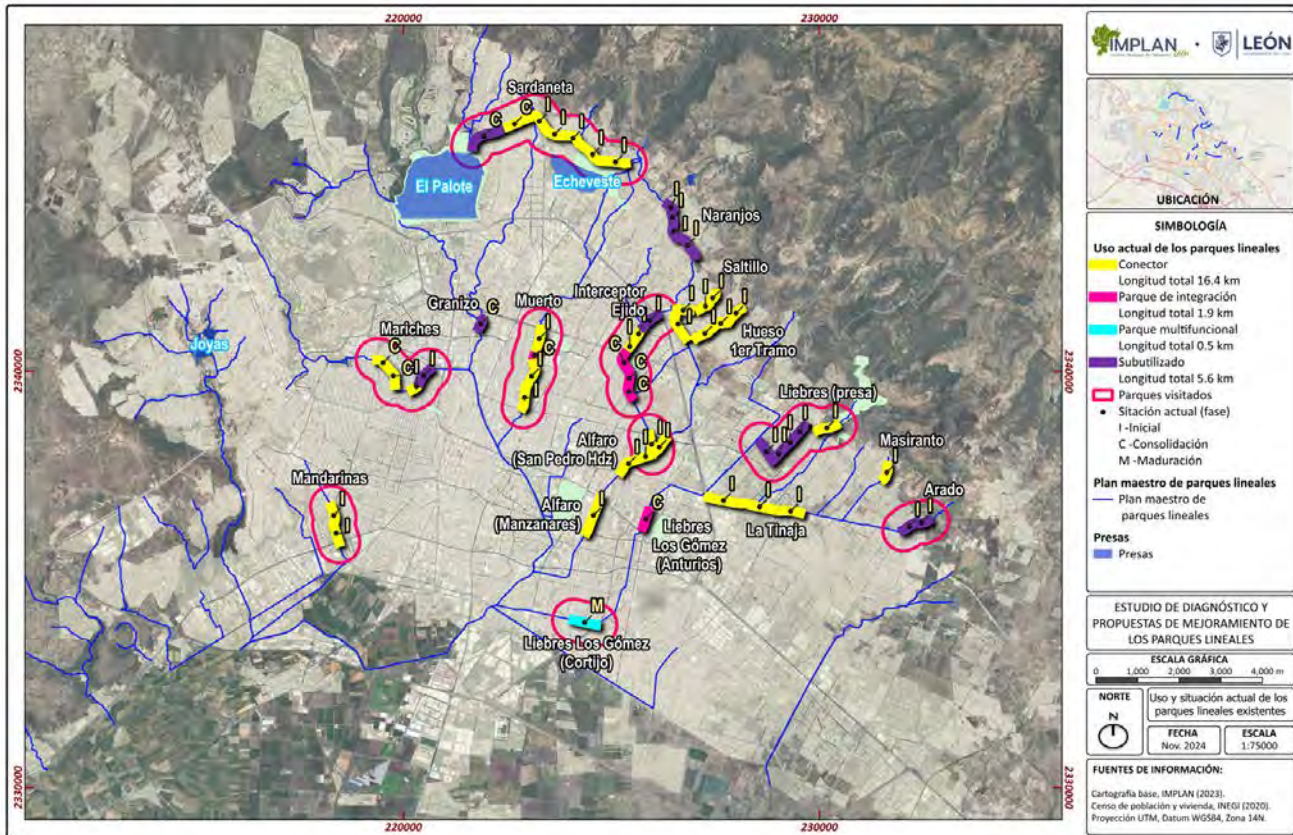 220000
230000
Sardaneta
C
C
I
I
I
I
I
El Palote
Echeveste
I
I
I
I
Naranjos
Saltillo
I
I
I
Interceptor
Ejido
I
I
I
I
I
I
Hueso
1er Tramo
Granizo
C
Muerto
I
C
I
C
C
C
Joyas
Mariches
C
C
I
I
2340000
2340000
Liebres (presa)
I
I
I
I
I
Alfaro
(San Pedro Hdz)
I
I
I
I
Masiranto
I
Mandarinas
I
I
Alfaro
(Manzanares)
I
C
Liebres
Los Gómez
(Anturios)
I
I
I
La Tinaja
Arado
I
I
M
Liebres Los Gómez
(Cortijo)
2330000
2330000
220000
230000
IMPLAN
LEÓN
UBICACIÓN
SIMBOLOGÍA
Uso actual de los parques lineales
Conector
Longitud total 16.4 km
Parque de integración
Longitud total 1.9 km
Parque multifuncional
Longitud total 0.5 km
Subutilizado
Longitud total 5.6 km
Parques visitados
Sitación actual (fase)
I -Inicial
C -Consolidación
M -Maduración
Plan maestro de parques lineales
Plan maestro de
parques lineales
Presas
Presas
ESTUDIO DE DIAGNÓSTICO Y
PROPUESTAS DE MEJORAMIENTO DE
LOS PARQUES LINEALES
ESCALA GRÁFICA
0 1,000 2,000 3,000 4,000 m
NORTE
N
Uso y situación actual de los
parques lineales existentes
FECHA
Nov. 2024
ESCALA
1:75000
FUENTES DE INFORMACIÓN:
Cartografía base, IMPLAN (2023).
Censo de población y vivienda, INEGI (2020).
Proyección UTM, Datum WGS84, Zona 14N.